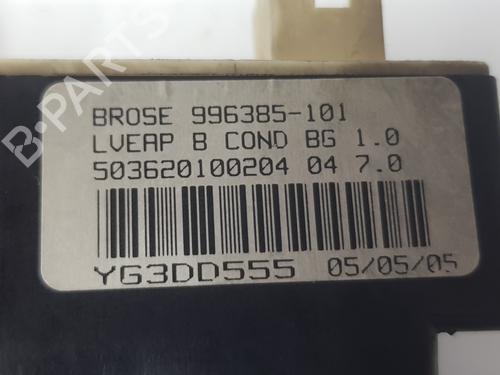 B-PARTS
BROSE 996385-101
LVEAP B COND BG 1.0
503620100204 04 7.0
YG3DD555 05/05/05